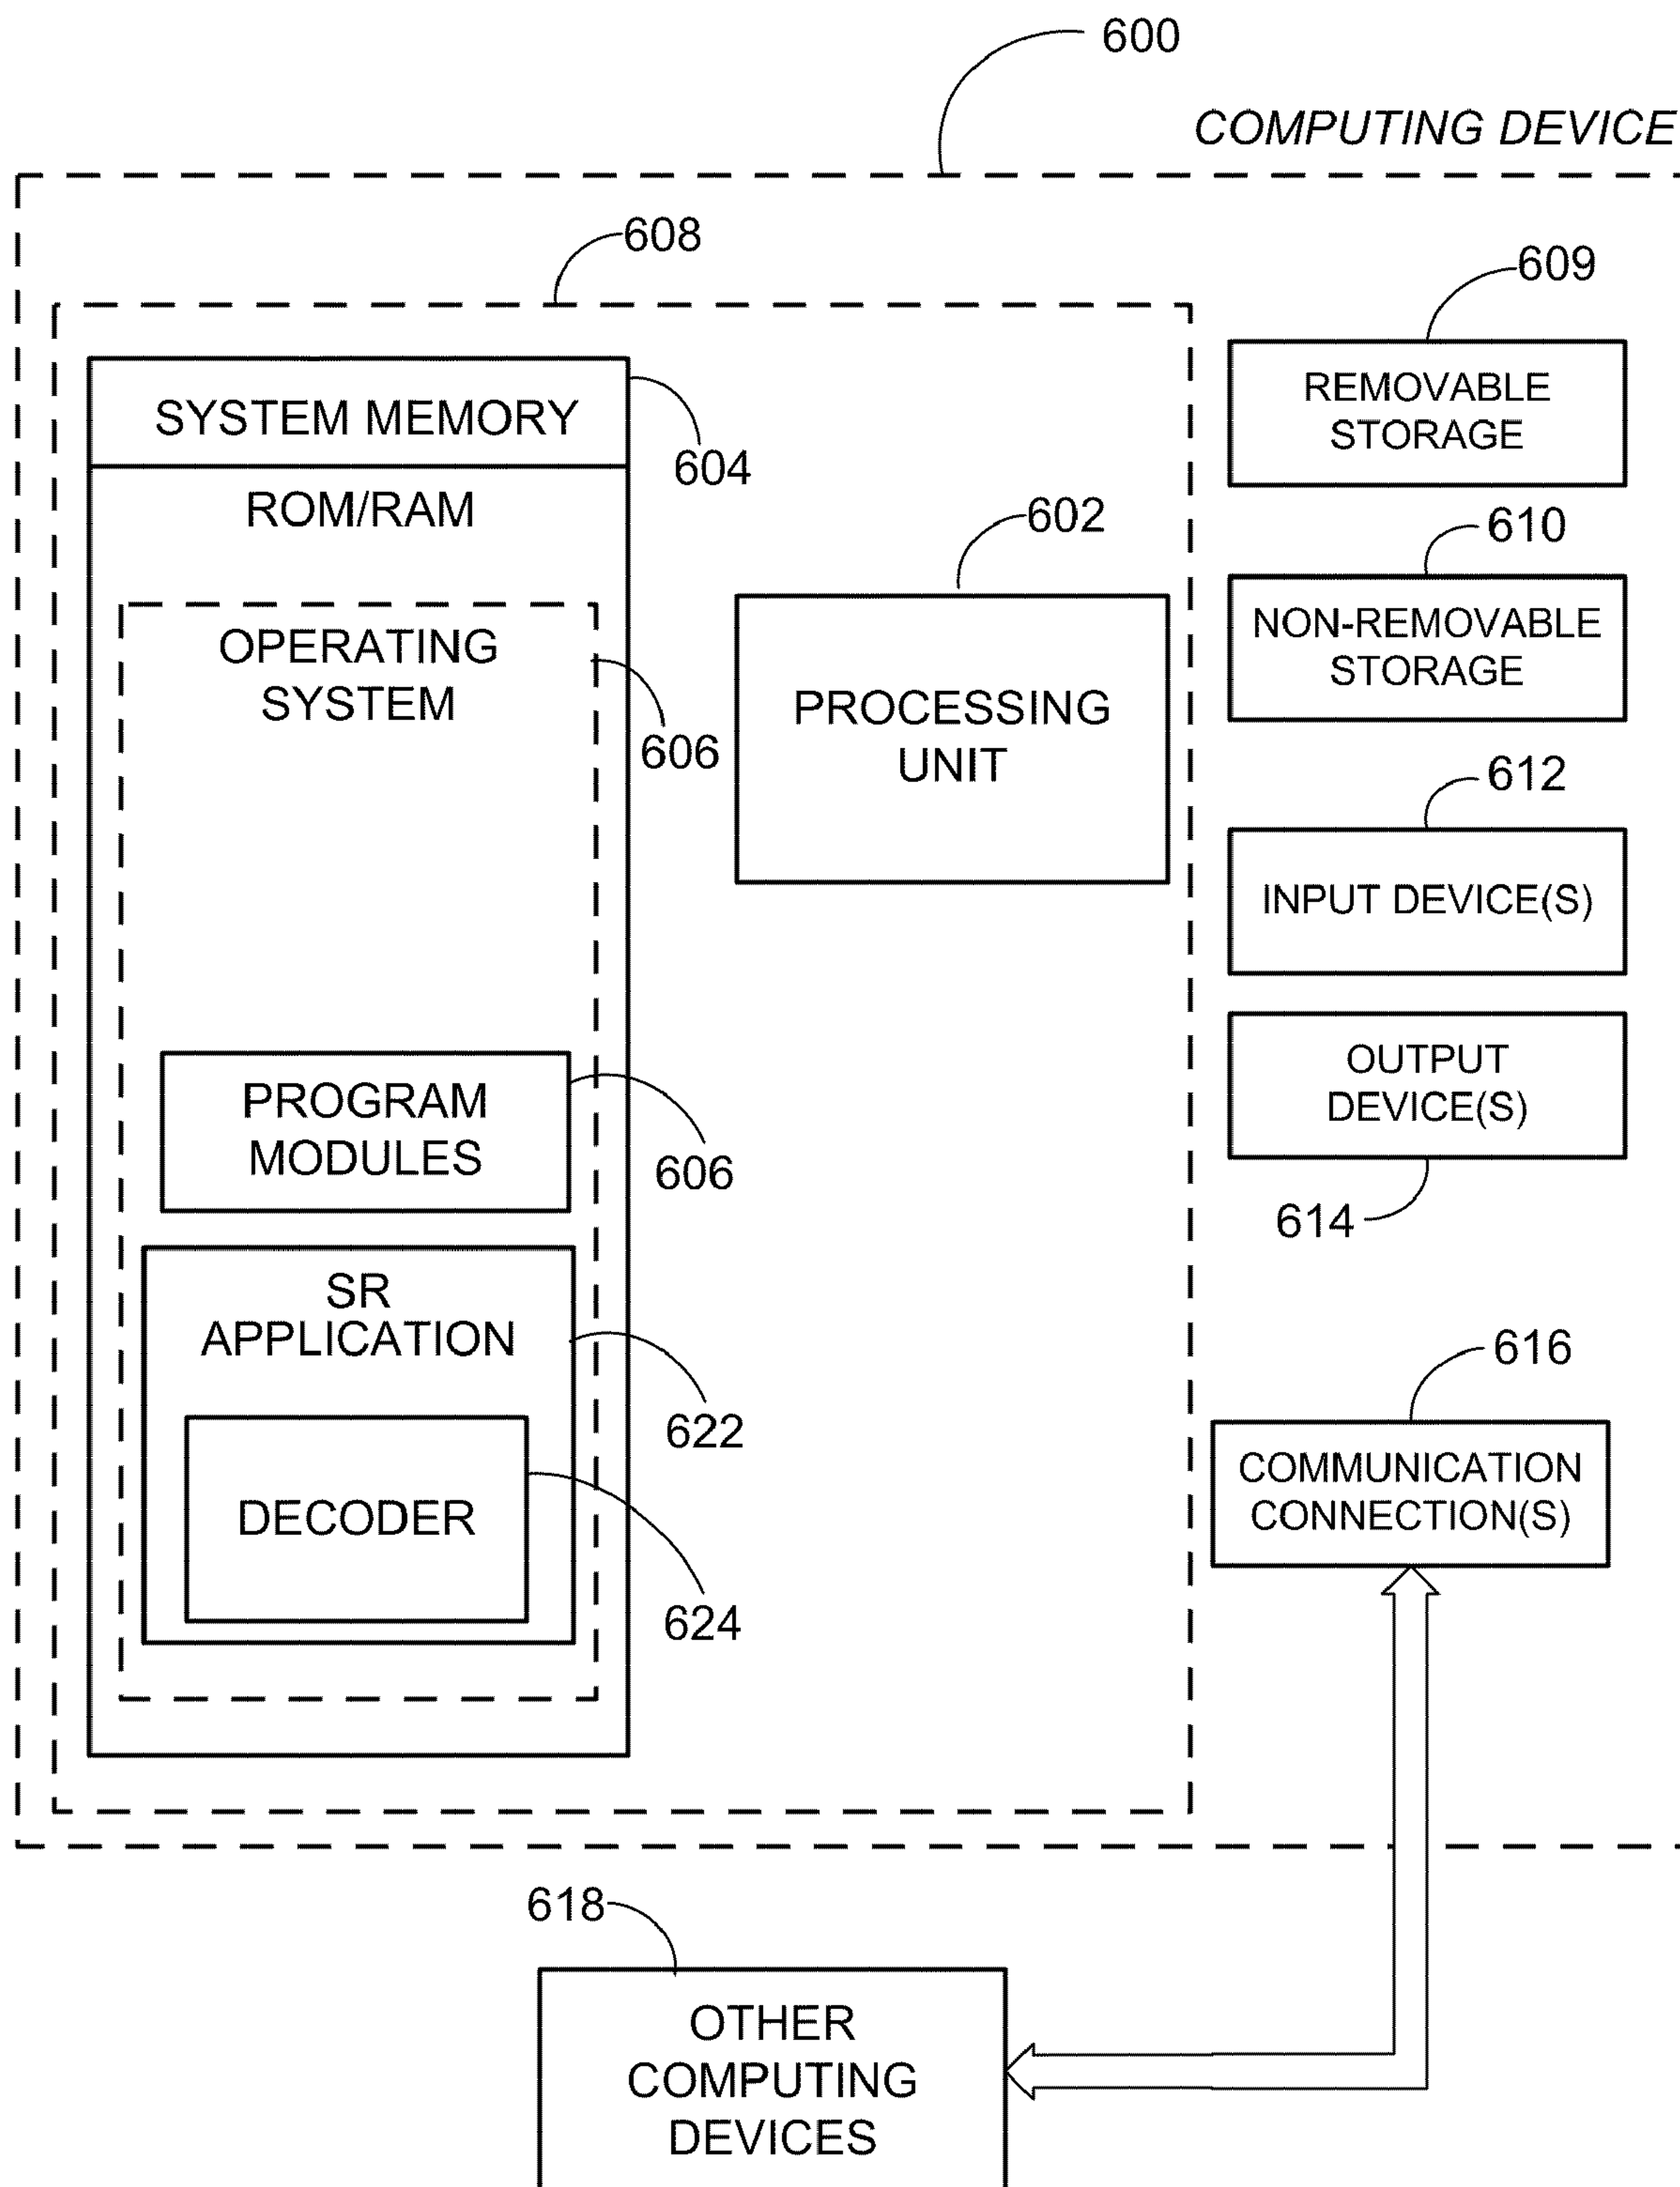 600
COMPUTING DEVICE
608
609
REMOVABLE
STORAGE
SYSTEM MEMORY
604
ROM/RAM
602
610
NON-REMOVABLE
STORAGE
OPERATING
SYSTEM
606
PROCESSING
UNIT
612
INPUT DEVICE(S)
OUTPUT
DEVICE(S)
614
PROGRAM
MODULES
606
SR
APPLICATION
622
616
COMMUNICATION
CONNECTION(S)
DECODER
624
618
OTHER
COMPUTING
DEVICES